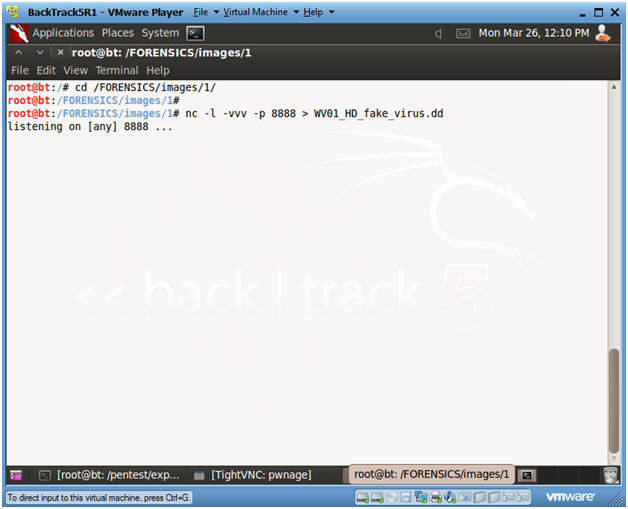 BackTrack5R1 - VMware Player File Virtual Machine Help
Applications Places System Mon Mar 26, 12:10 PM
root@bt: /FORENSICS/images/1
File Edit View Terminal Help
root@bt:/# cd /FORENSICS/images/1/
root@bt:/FORENSICS/images/1#
root@bt:/FORENSICS/images/1# nc -l -vvv -p 8888 > WV01_HD_fake_virus.dd
listening on [any] 8888 ...
<< back | track 5
[root@bt: /pentest/exp... [TightVNC: pwnage] root@bt: /FORENSICS/images/1
To direct input to this virtual machine, press Ctrl+G. vmware